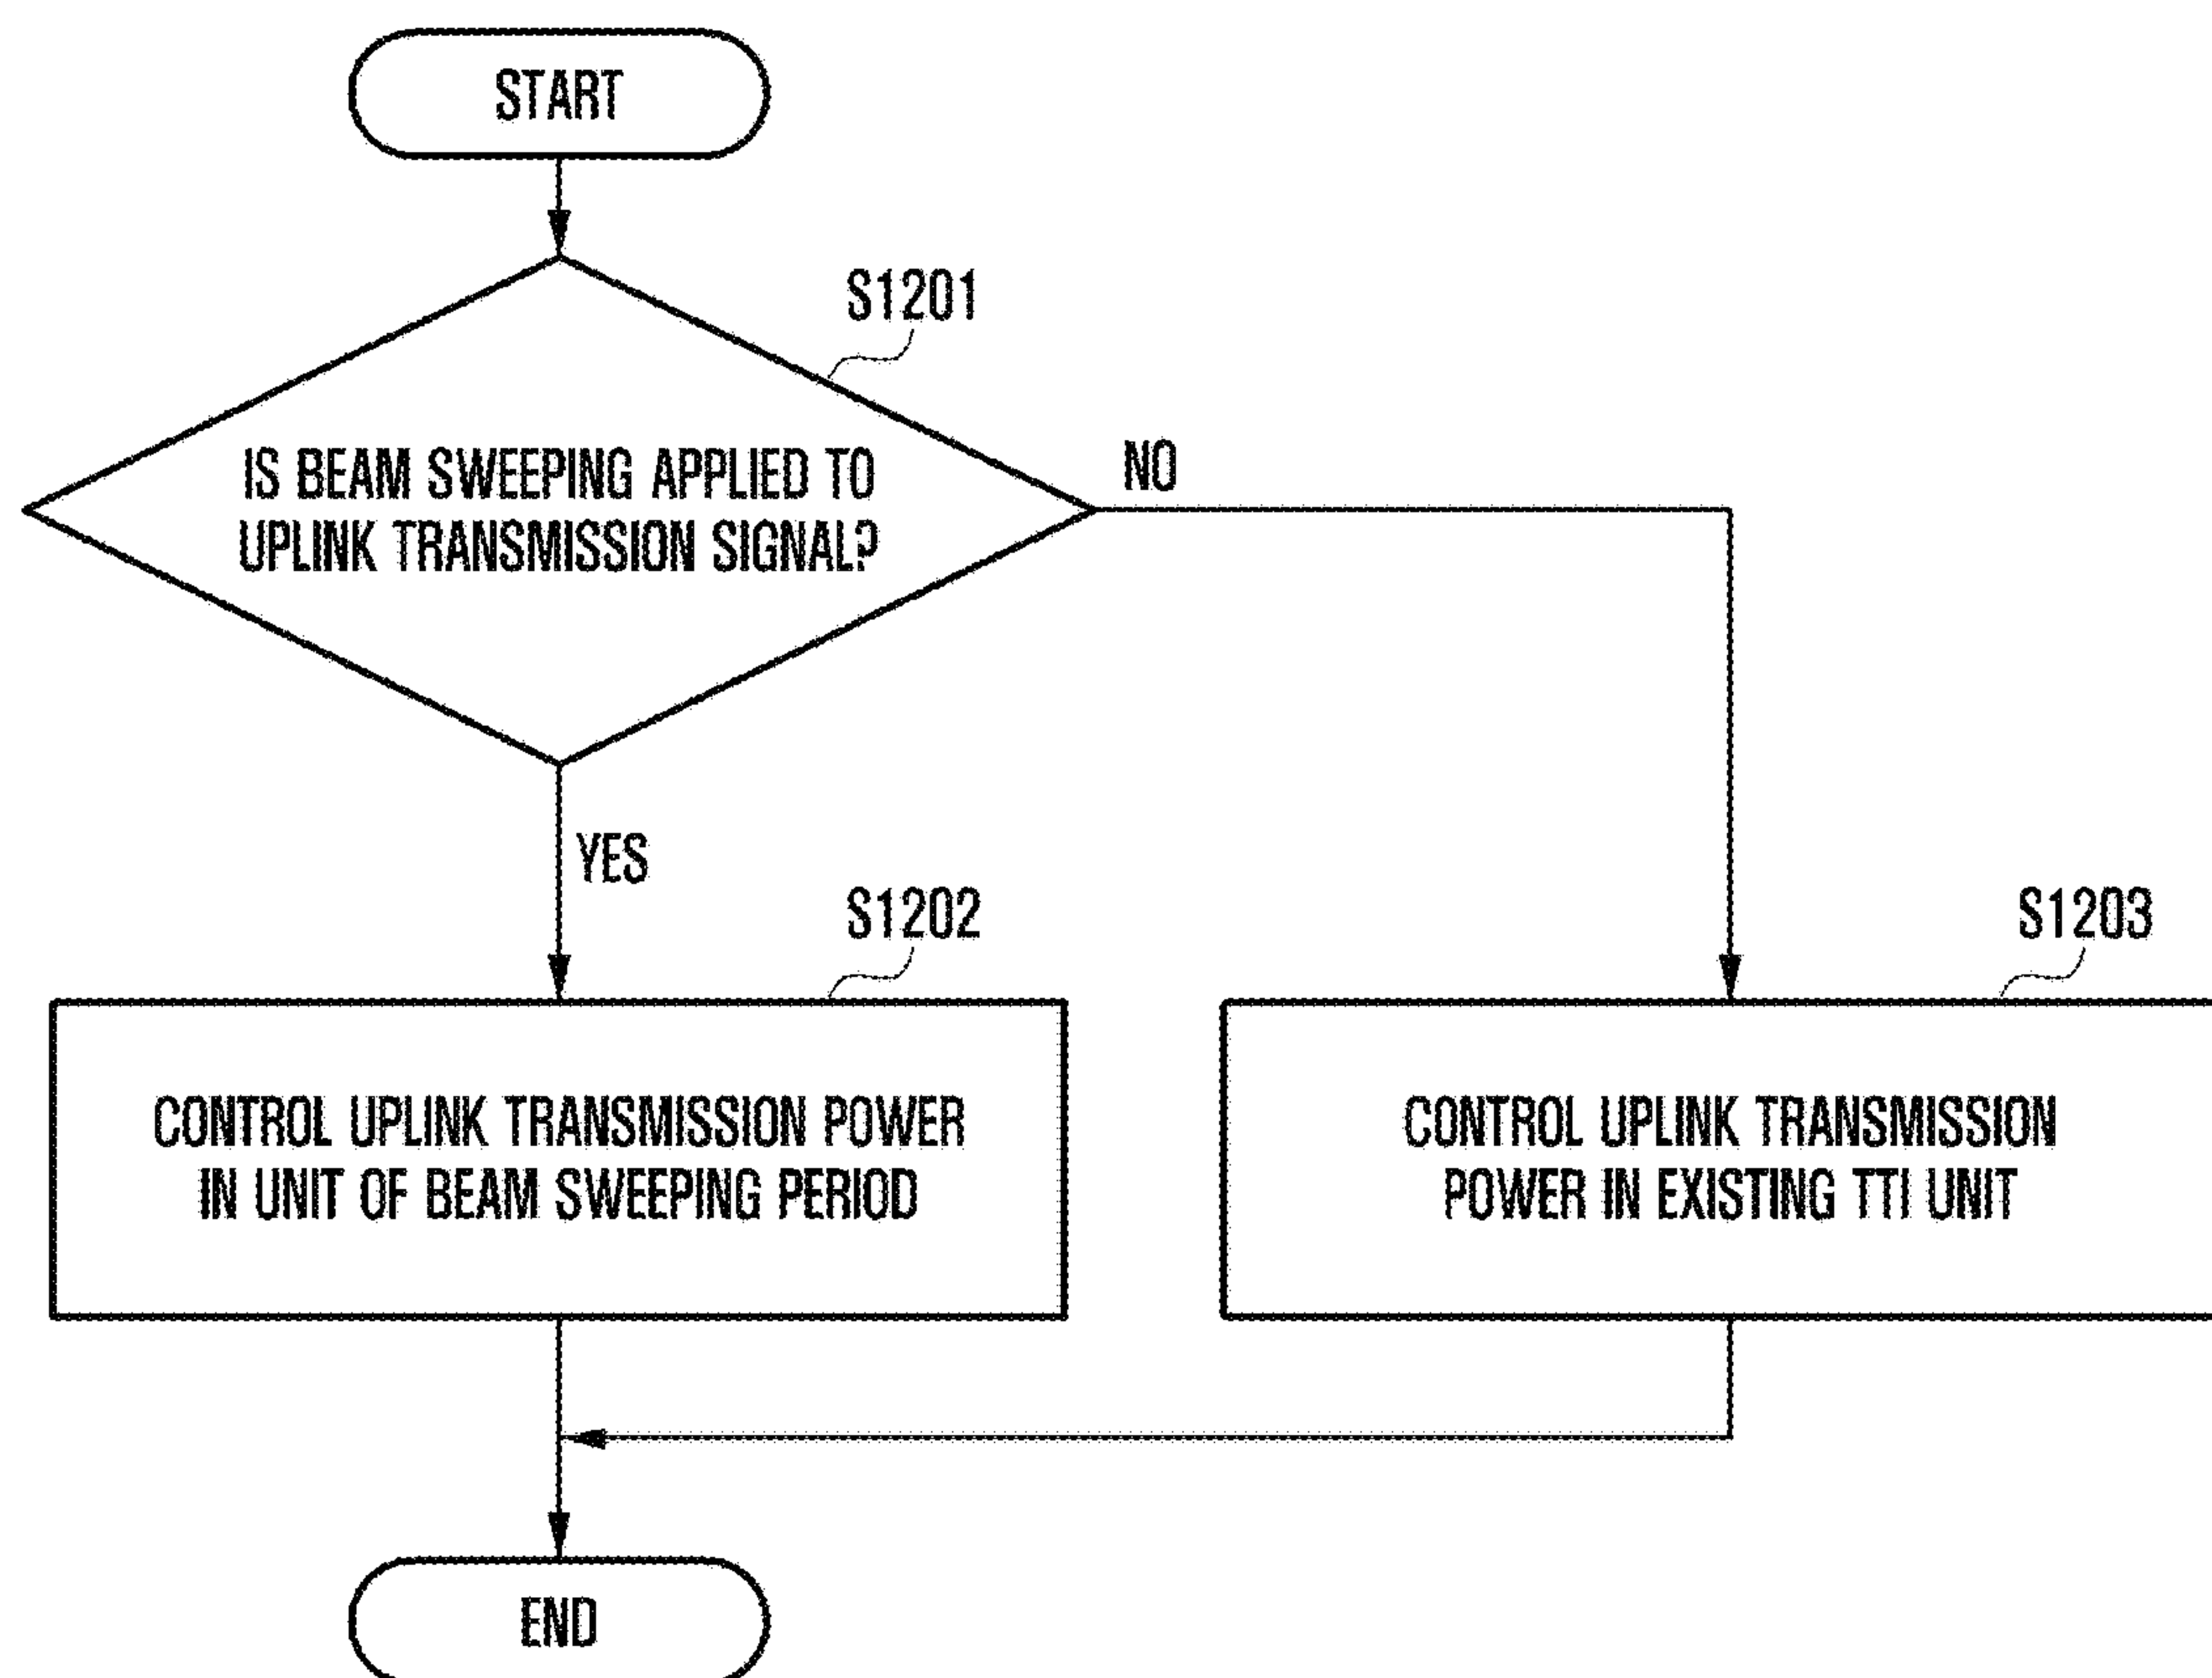 START
S1201
IS BEAM SWEEPING APPLIED TO
UPLINK TRANSMISSION SIGNAL?
NO
YES
S1202
CONTROL UPLINK TRANSMISSION POWER
IN UNIT OF BEAM SWEEPING PERIOD
S1203
CONTROL UPLINK TRANSMISSION
POWER IN EXISTING TTI UNIT
END